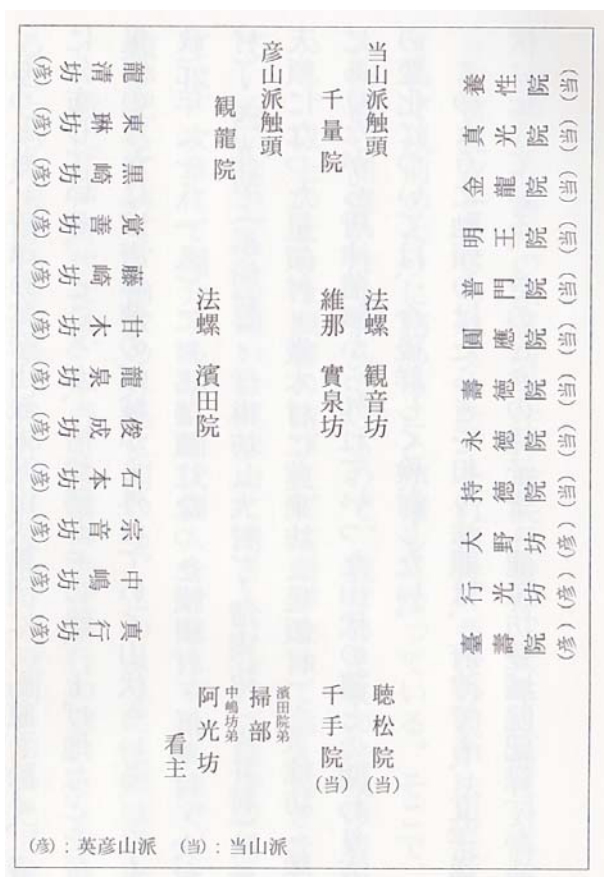 養性院(当)
真光院(当)
金龍院(当)
明王院(当)
普門院(当)
圓應院(当)
壽徳院(当)
永徳院(当)
持徳院(当)
大野坊(彦)
行光坊(彦)
臺壽院(彦)
当山派触頭
千量院
法螺 観音坊
維那 實泉坊
聴松院(当)
千手院(当)
彦山派触頭
観龍院
法螺 濱田院
濱田院弟
掃部
中嶋坊弟
阿光坊
看主
龍清坊(彦)
東琳坊(彦)
黒崎坊(彦)
覚善坊(彦)
藤崎坊(彦)
甘木坊(彦)
龍泉坊(彦)
俊成坊(彦)
石本坊(彦)
宗音坊(彦)
中嶋坊(彦)
真行坊(彦)
(彦):英彦山派 (当):当山派